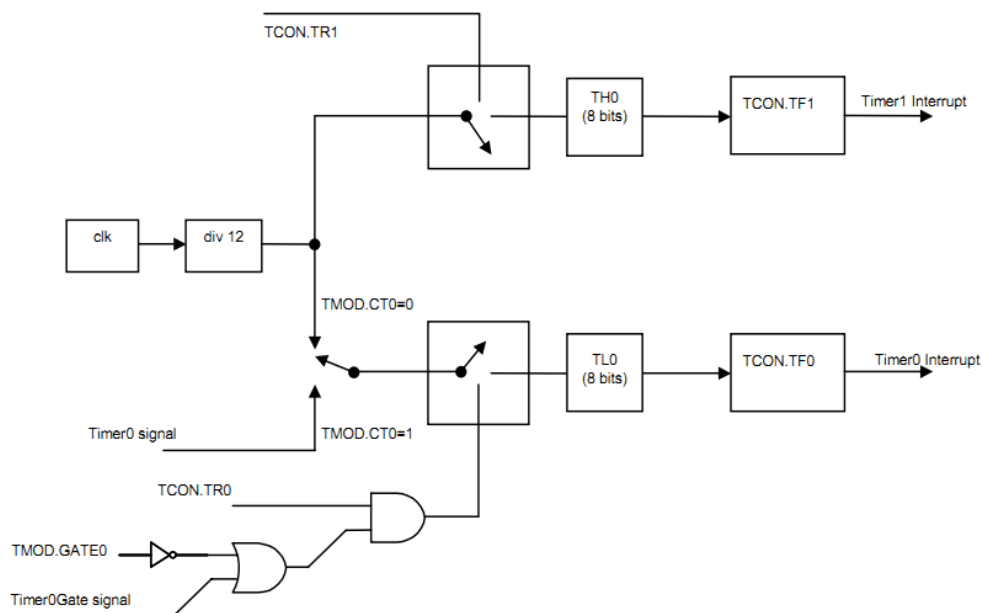 TCON.TR1
TH0
(8 bits)
TCON.TF1
Timer1 Interrupt
clk
div 12
TMOD.CT0=0
TL0
(8 bits)
TCON.TF0
Timer0 Interrupt
Timer0 signal
TMOD.CT0=1
TCON.TR0
TMOD.GATE0
Timer0Gate signal